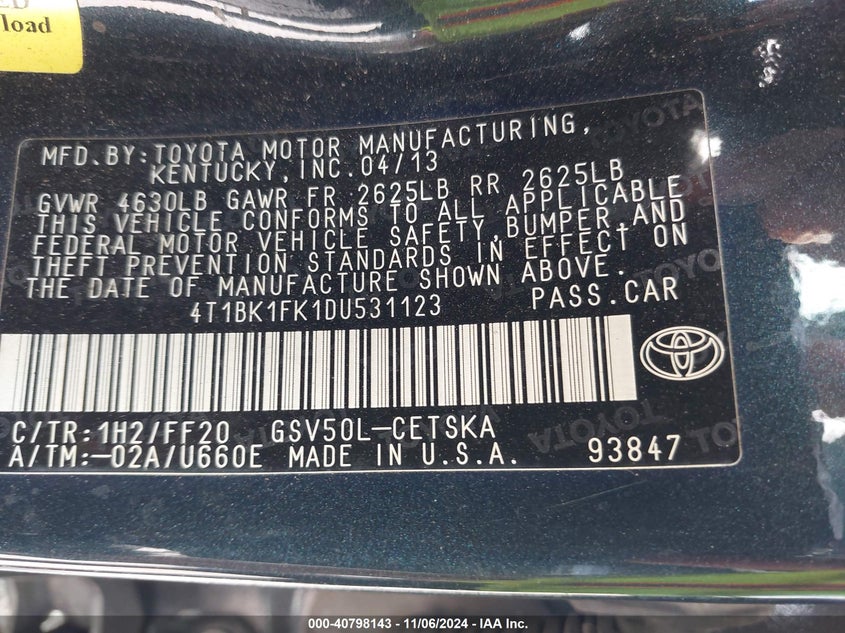 load
MFD.BY:TOYOTA MOTOR MANUFACTURING,
KENTUCKY,INC.04/13
GVWR 4630LB GAWR FR 2625LB RR 2625LB
THIS VEHICLE CONFORMS TO ALL APPLICABLE
FEDERAL MOTOR VEHICLE SAFETY,BUMPER,AND
THEFT PREVENTION STANDARDS IN EFFECT ON
THE DATE OF MANUFACTURE SHOWN ABOVE.
4T1BK1FK1DU531123 PASS.CAR
C/TR:1H2/FF20 GSV50L-CETSKA
A/TM:-02A/U660E MADE IN U.S.A. 93847
000-40798143 - 11/06/2024 - IAA Inc.